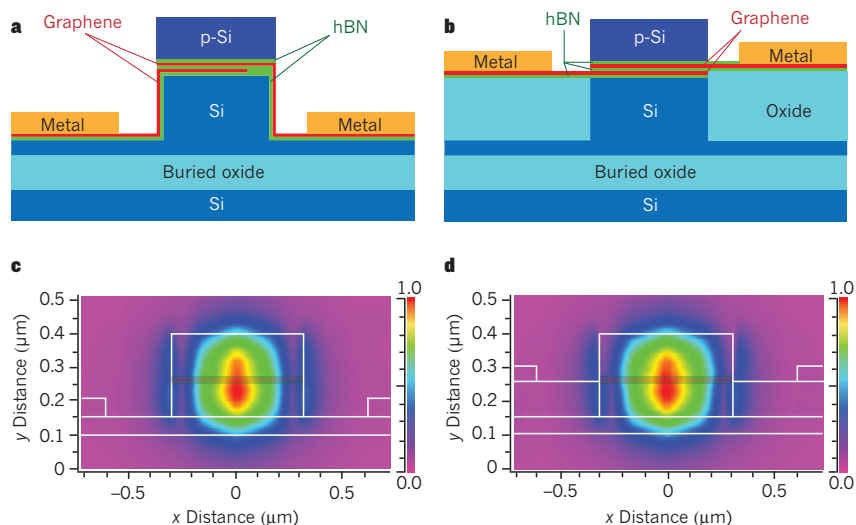 a
Graphene
hBN
p-Si
Si
Metal
Metal
Buried oxide
Si
b
hBN
Graphene
p-Si
Metal
Metal
Si
Oxide
Buried oxide
Si
c
0.5
0.4
0.3
0.2
0.1
0
y Distance (μm)
−0.5
0
0.5
x Distance (μm)
1.0
0.0
d
0.5
0.4
0.3
0.2
0.1
0
y Distance (μm)
−0.5
0
0.5
x Distance (μm)
1.0
0.0